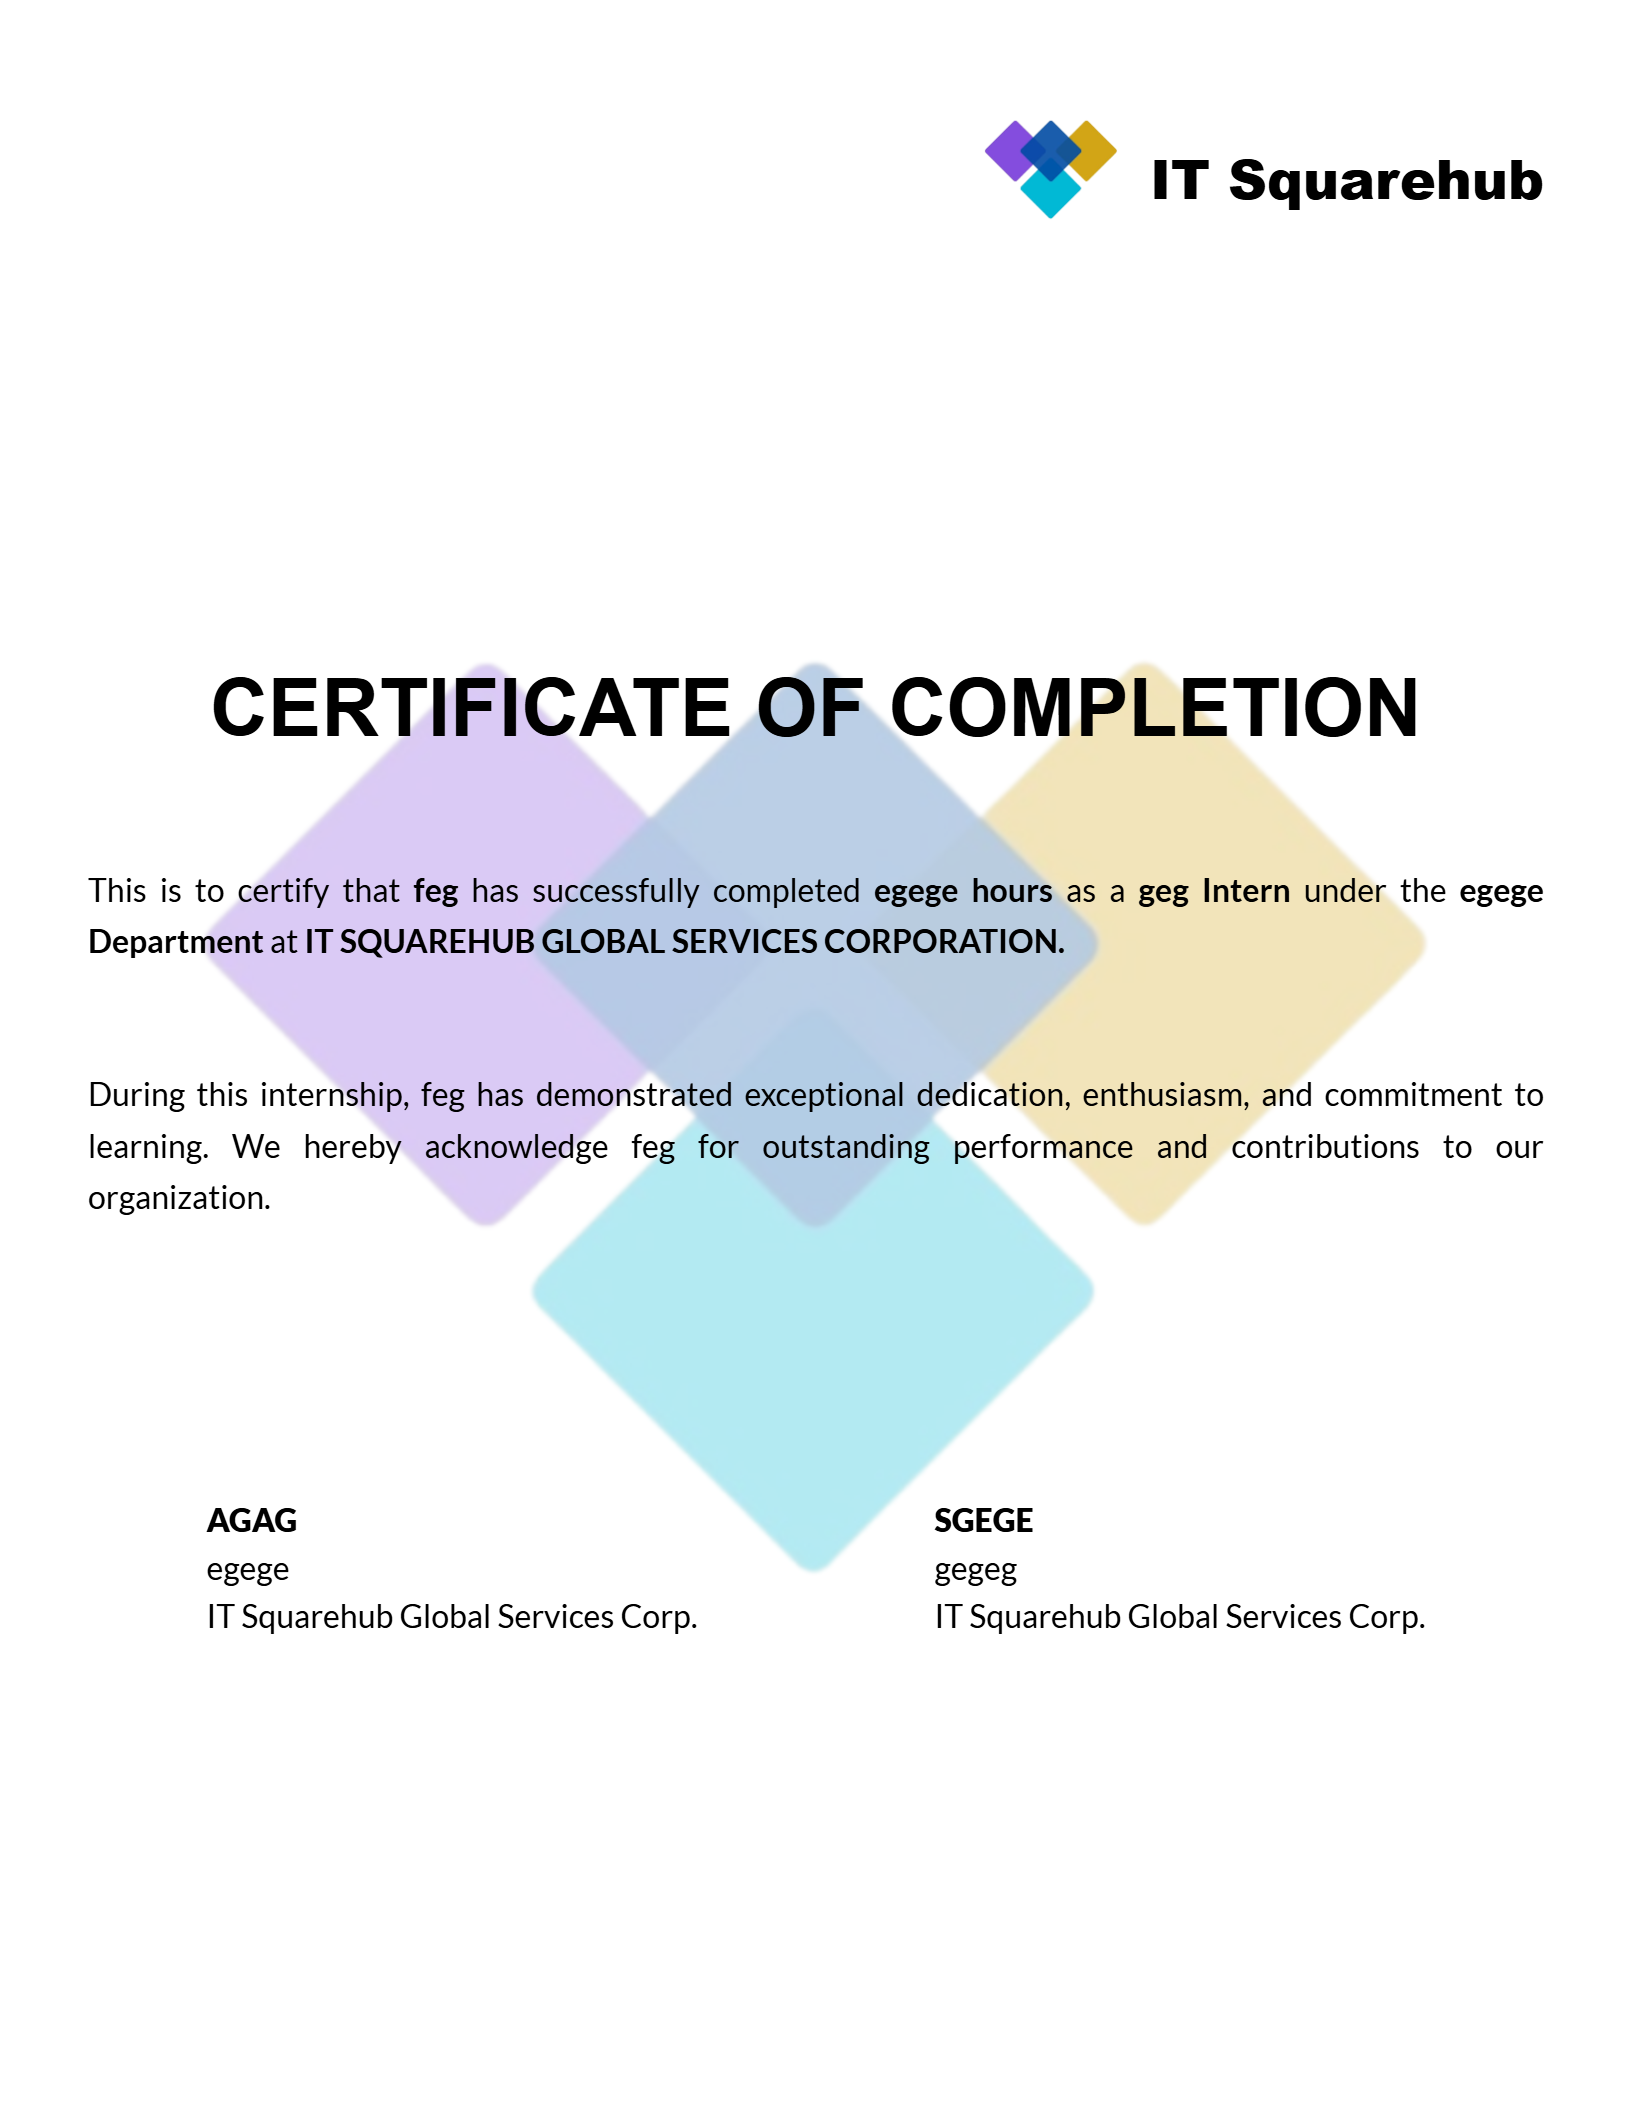 IT Squarehub
CERTIFICATE OF COMPLETION
This is to certify that feg has successfully completed egege hours as a geg Intern under the egege
Department at IT SQUAREHUB GLOBAL SERVICES CORPORATION.
During this internship, feg has demonstrated exceptional dedication, enthusiasm, and commitment to
learning. We hereby acknowledge feg for outstanding performance and contributions to our
organization.
AGAG
egege
IT Squarehub Global Services Corp.
SGEGE
gegeg
IT Squarehub Global Services Corp.